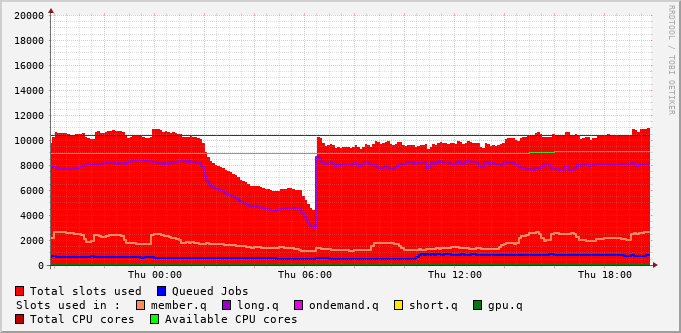 RRDTOOL / TOBI OETIKER
20000
18000
16000
14000
12000
10000
8000
6000
4000
2000
0
Thu 00:00 Thu 06:00 Thu 12:00 Thu 18:00
Total slots used Queued Jobs
Slots used in : member.q long.q ondemand.q short.q gpu.q
Total CPU cores Available CPU cores